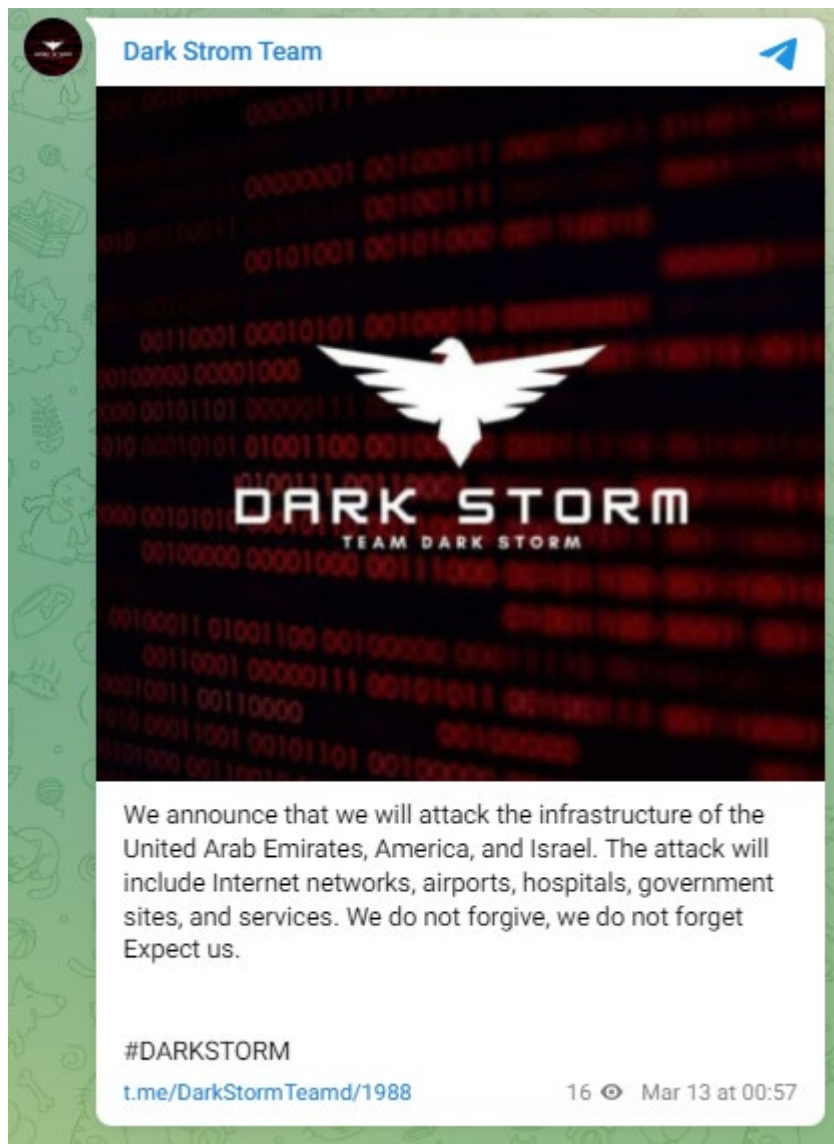 Dark Strom Team
DARK STORM
TEAM DARK STORM
We announce that we will attack the infrastructure of the
United Arab Emirates, America, and Israel. The attack will
include Internet networks, airports, hospitals, government
sites, and services. We do not forgive, we do not forget
Expect us.
#DARKSTORM
t.me/DarkStormTeamd/1988
16 Mar 13 at 00:57